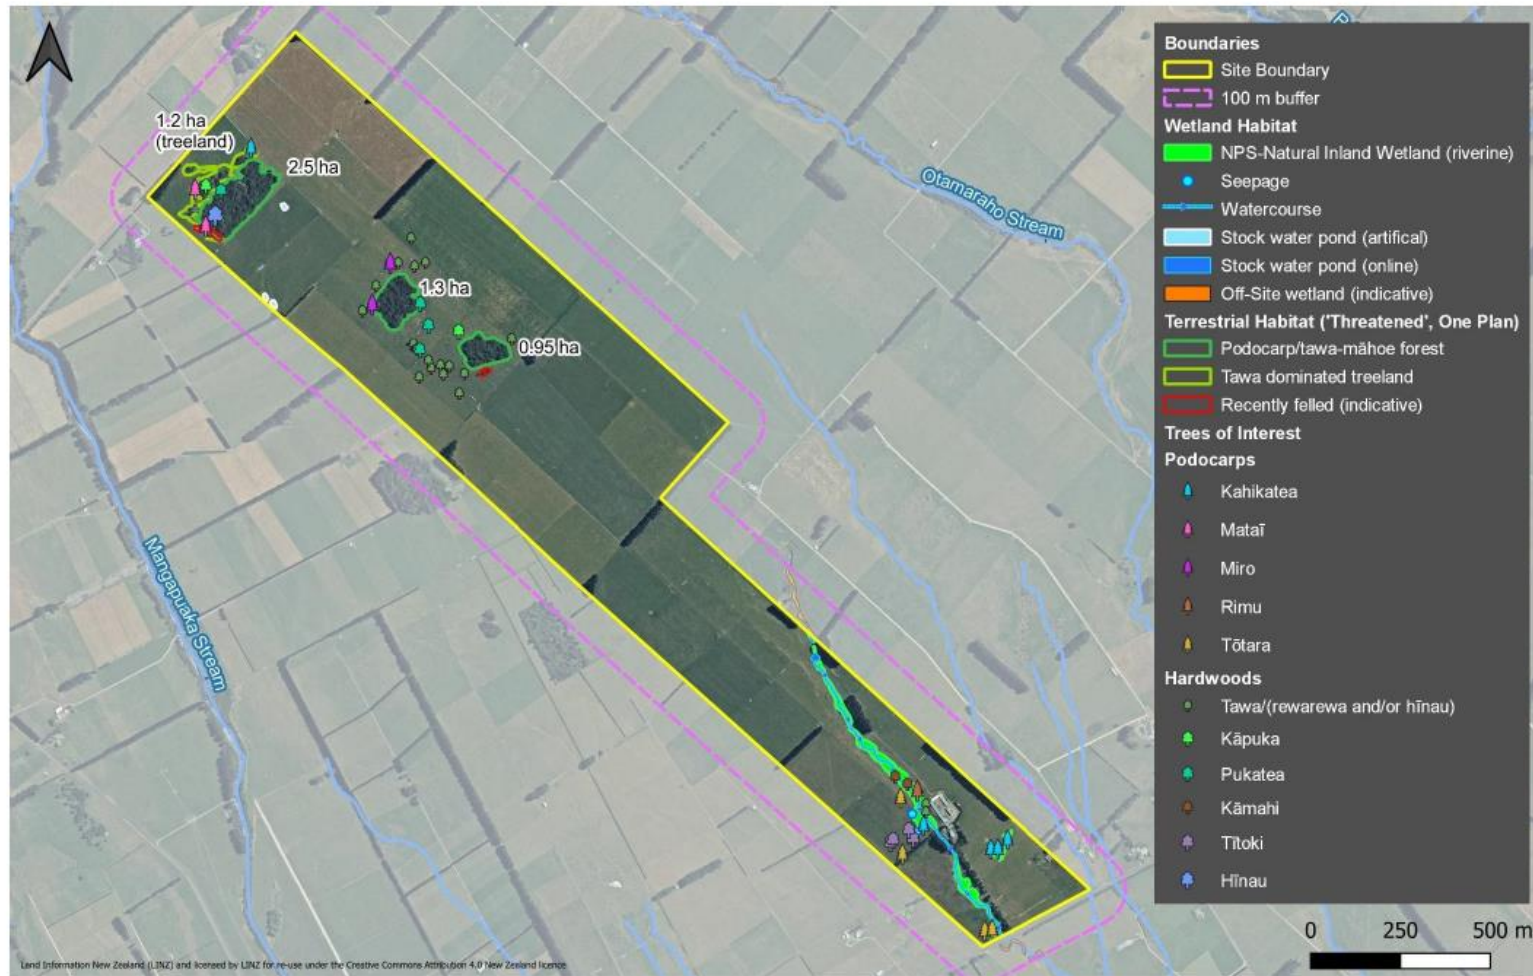 1.2 ha
(treeland)
2.5 ha
1.3 ha
0.95 ha
Otamaraho Stream
Mangapuaka Stream
Boundaries
Site Boundary
100 m buffer
Wetland Habitat
NPS-Natural Inland Wetland (riverine)
Seepage
Watercourse
Stock water pond (artifical)
Stock water pond (online)
Off-Site wetland (indicative)
Terrestrial Habitat ('Threatened', One Plan)
Podocarp/tawa-māhoe forest
Tawa dominated treeland
Recently felled (indicative)
Trees of Interest
Podocarps
Kahikatea
Mataī
Miro
Rimu
Tōtara
Hardwoods
Tawa/(rewarewa and/or hīnau)
Kāpuka
Pukatea
Kāmahi
Tītoki
Hīnau
0 250 500 m
Land Information New Zealand (LINZ) and licensed by LINZ for re-use under the Creative Commons Attribution 4.0 New Zealand licence